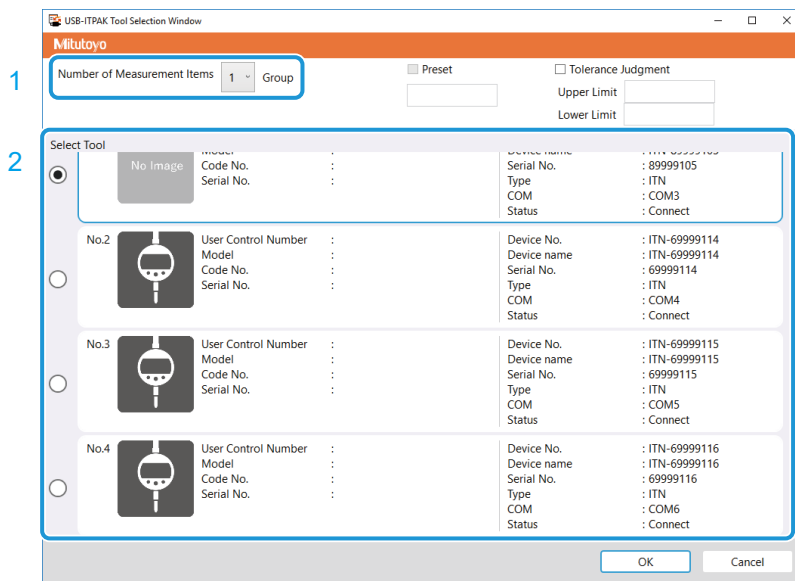 USB-ITPAK Tool Selection Window
Mitutoyo
1
Number of Measurement Items 1 Group
Preset
Tolerance Judgment
Upper Limit
Lower Limit
2
Select Tool
No Image
Model
Code No. :
Serial No. :
Device name : ITN-89999105
Serial No. : 89999105
Type : ITN
COM : COM3
Status : Connect
No.2
User Control Number :
Model :
Code No. :
Serial No. :
Device No. : ITN-69999114
Device name : ITN-69999114
Serial No. : 69999114
Type : ITN
COM : COM4
Status : Connect
No.3
User Control Number :
Model :
Code No. :
Serial No. :
Device No. : ITN-69999115
Device name : ITN-69999115
Serial No. : 69999115
Type : ITN
COM : COM5
Status : Connect
No.4
User Control Number :
Model :
Code No. :
Serial No. :
Device No. : ITN-69999116
Device name : ITN-69999116
Serial No. : 69999116
Type : ITN
COM : COM6
Status : Connect
OK
Cancel